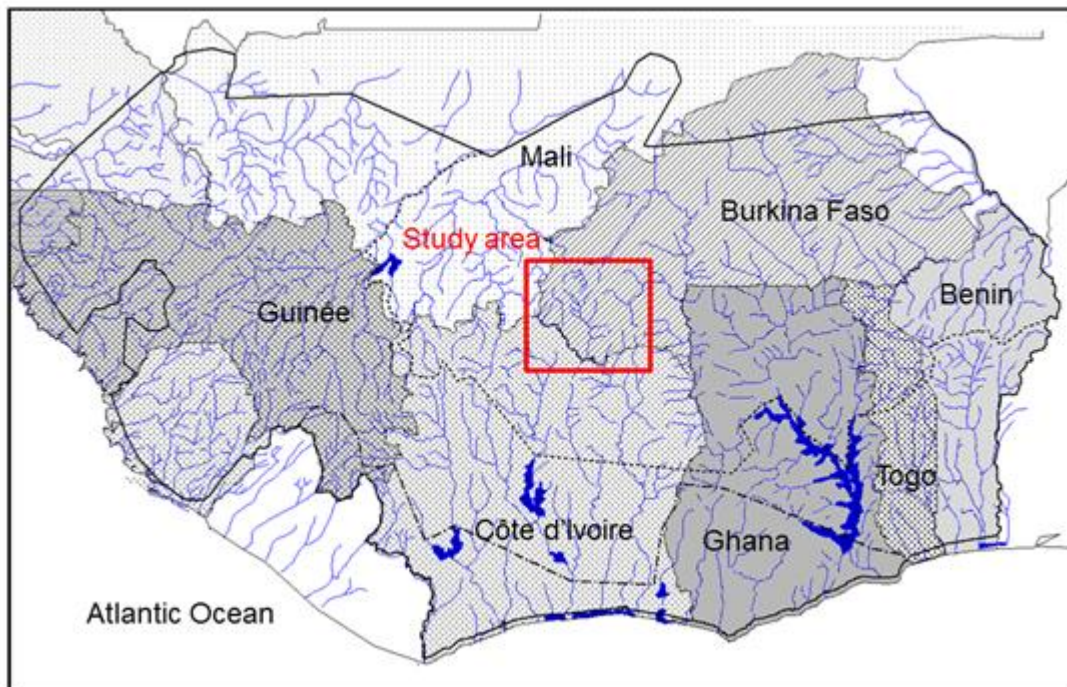 Mali
Burkina Faso
Study area
Benin
Guinée
Togo
Côte d'Ivoire
Ghana
Atlantic Ocean